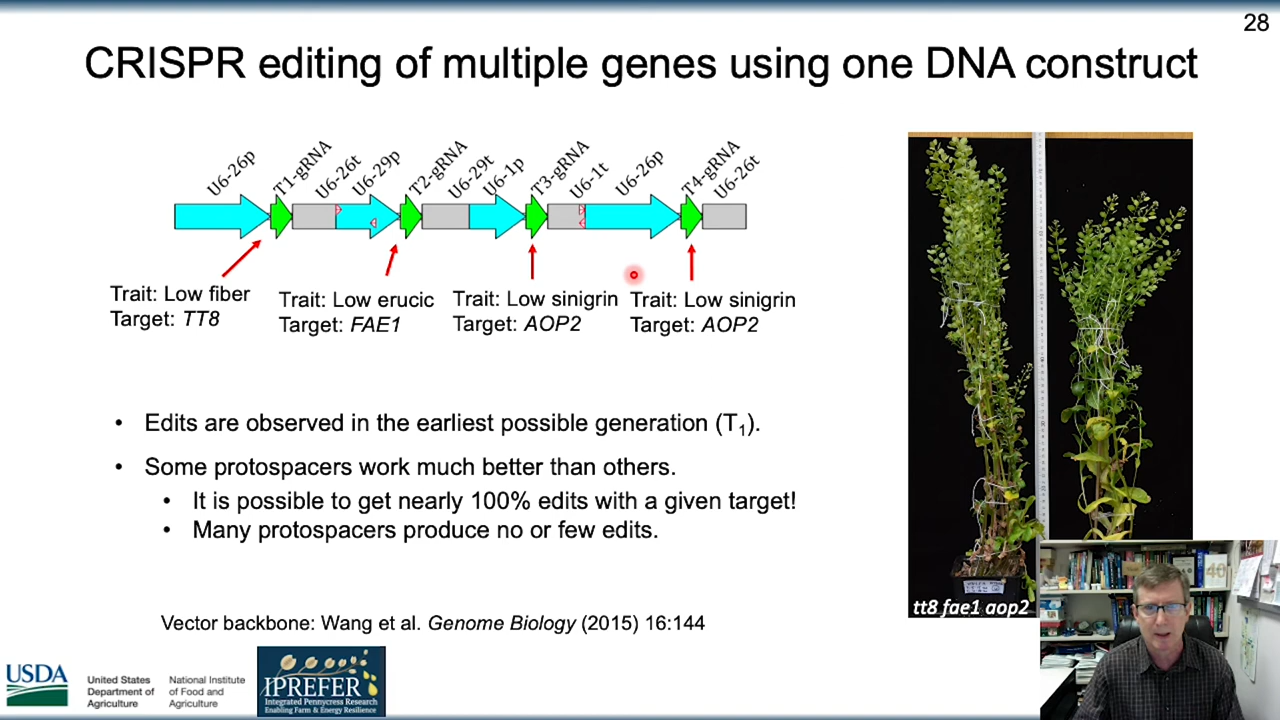 28
CRISPR editing of multiple genes using one DNA construct
U6-26p
T1-gRNA
U6-26t
U6-29p
T2-gRNA
U6-29t
U6-1p
T3-gRNA
U6-1t
U6-26p
T4-gRNA
U6-26t
Trait: Low fiber
Target: TT8
Trait: Low erucic
Target: FAE1
Trait: Low sinigrin
Target: AOP2
Trait: Low sinigrin
Target: AOP2
• Edits are observed in the earliest possible generation (T1).
• Some protospacers work much better than others.
• It is possible to get nearly 100% edits with a given target!
• Many protospacers produce no or few edits.
tt8 fae1 aop2
Vector backbone: Wang et al. Genome Biology (2015) 16:144
USDA
United States
Department of
Agriculture
National Institute
of Food and
Agriculture
IPREFER
Integrated Pennycress Research
Enabling Farm & Energy Resilience
40